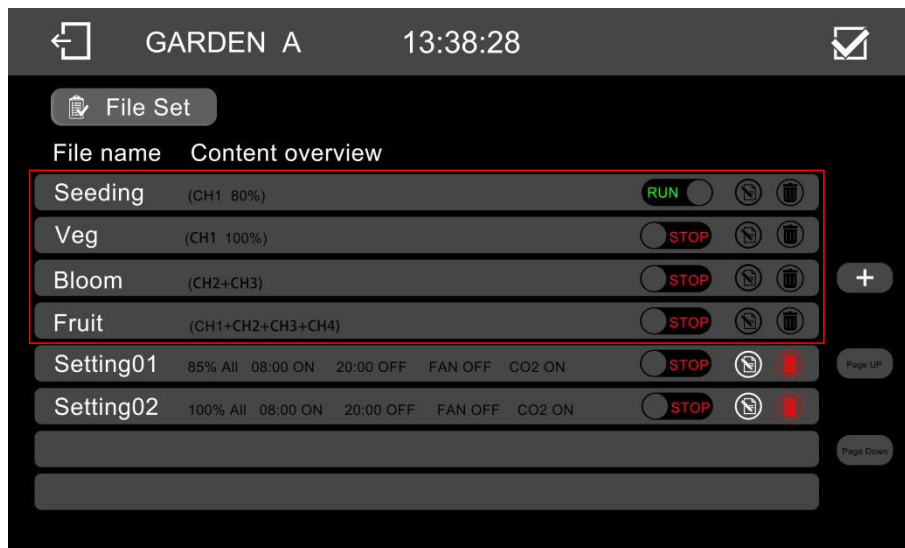 GARDEN A 13:38:28
File Set
File name Content overview
Seeding (CH1 80%) RUN
Veg (CH1 100%) STOP
Bloom (CH2+CH3) STOP
+
Fruit (CH1+CH2+CH3+CH4) STOP
Setting01 85% All 08:00 ON 20:00 OFF FAN OFF CO2 ON STOP Page UP
Setting02 100% All 08:00 ON 20:00 OFF FAN OFF CO2 ON STOP
Page Down